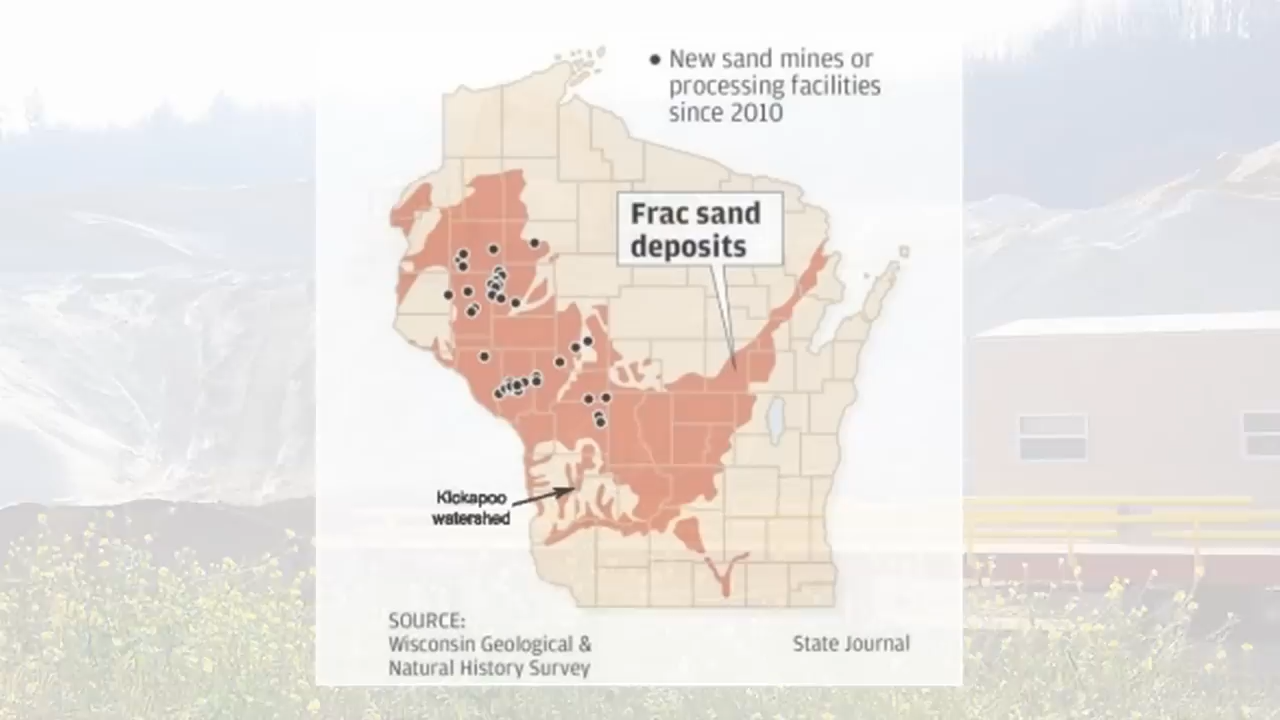 New sand mines or
processing facilities
since 2010
Frac sand
deposits
Kickapoo
watershed
SOURCE:
Wisconsin Geological &
Natural History Survey
State Journal